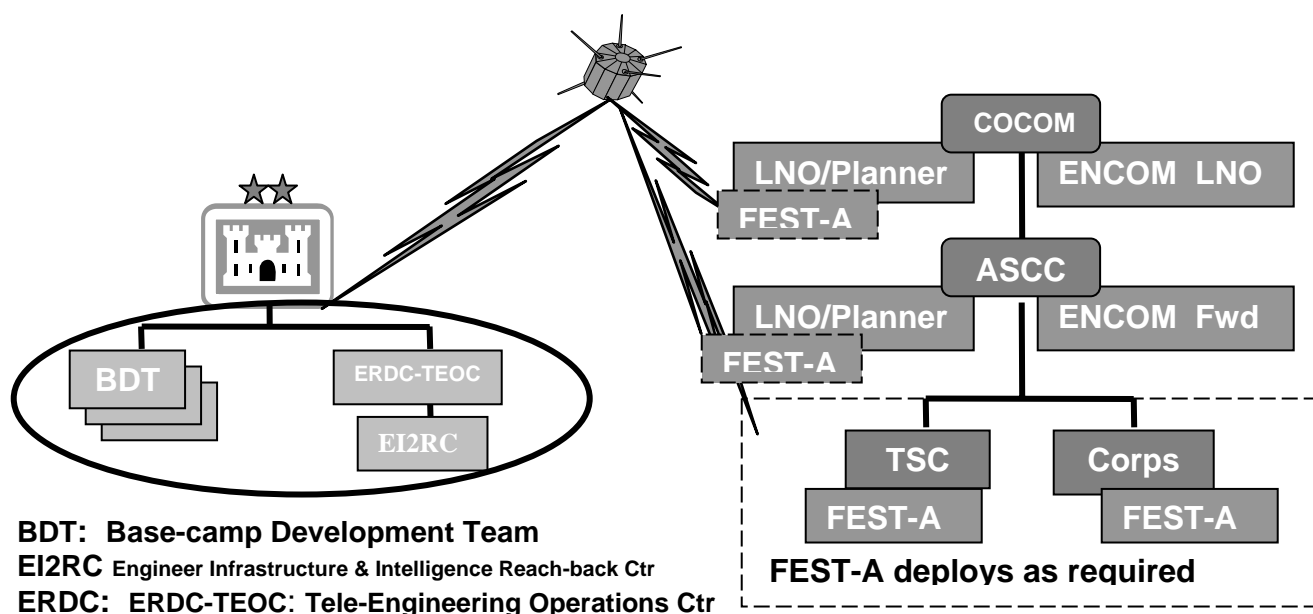 COCOM
LNO/Planner
ENCOM LNO
FEST-A
ASCC
LNO/Planner
ENCOM Fwd
FEST-A
BDT
ERDC-TEOC
EI2RC
TSC
Corps
FEST-A
FEST-A
FEST-A deploys as required
BDT: Base-camp Development Team
EI2RC Engineer Infrastructure & Intelligence Reach-back Ctr
ERDC: ERDC-TEOC: Tele-Engineering Operations Ctr